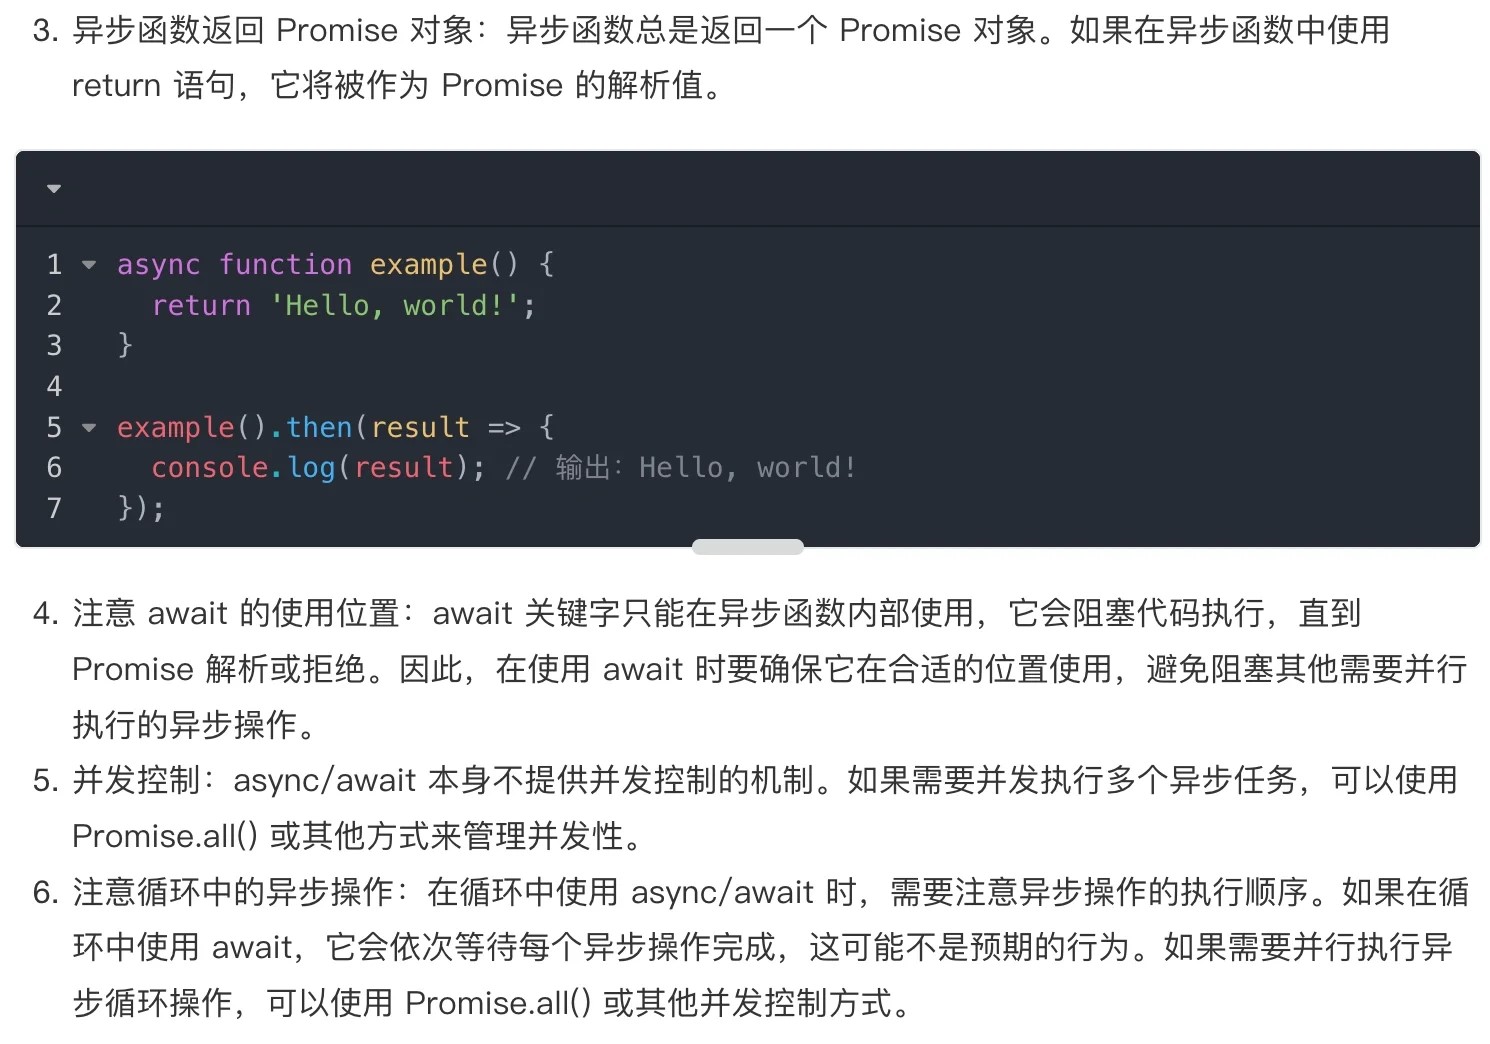 3. 异步函数返回 Promise 对象：异步函数总是返回一个 Promise 对象。如果在异步函数中使用
return 语句，它将被作为 Promise 的解析值。
1 async function example() {
2 return 'Hello, world!';
3 }
4
5 example().then(result => {
6 console.log(result); // 输出：Hello, world!
7 });
4. 注意 await 的使用位置：await 关键字只能在异步函数内部使用，它会阻塞代码执行，直到
Promise 解析或拒绝。因此，在使用 await 时要确保它在合适的位置使用，避免阻塞其他需要并行
执行的异步操作。
5. 并发控制：async/await 本身不提供并发控制的机制。如果需要并发执行多个异步任务，可以使用
Promise.all() 或其他方式来管理并发性。
6. 注意循环中的异步操作：在循环中使用 async/await 时，需要注意异步操作的执行顺序。如果在循
环中使用 await，它会依次等待每个异步操作完成，这可能不是预期的行为。如果需要并行执行异
步循环操作，可以使用 Promise.all() 或其他并发控制方式。